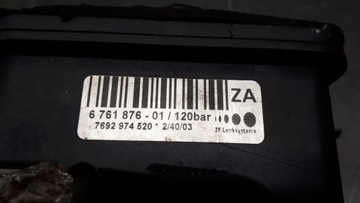 ZA
6 761 876 - 01 / 120bar
7692 974 520 * 2/40/03
ZF Lenksysteme